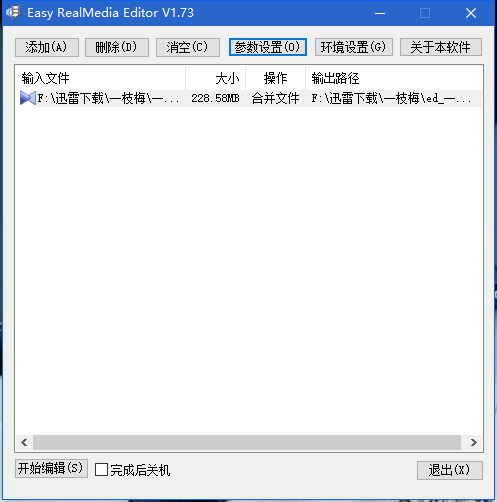 Easy RealMedia Editor V1.73
添加(A) 删除(D) 消空(C) 参数设置(O) 环境设置(G) 关于本软件
输入文件 大小 操作 输出路径
F:\迅雷下载\一枝梅\一... 228.58MB 合并文件 F:\迅雷下载\一枝梅\ed_一...
开始编辑(S) 完成后关机 退出(X)